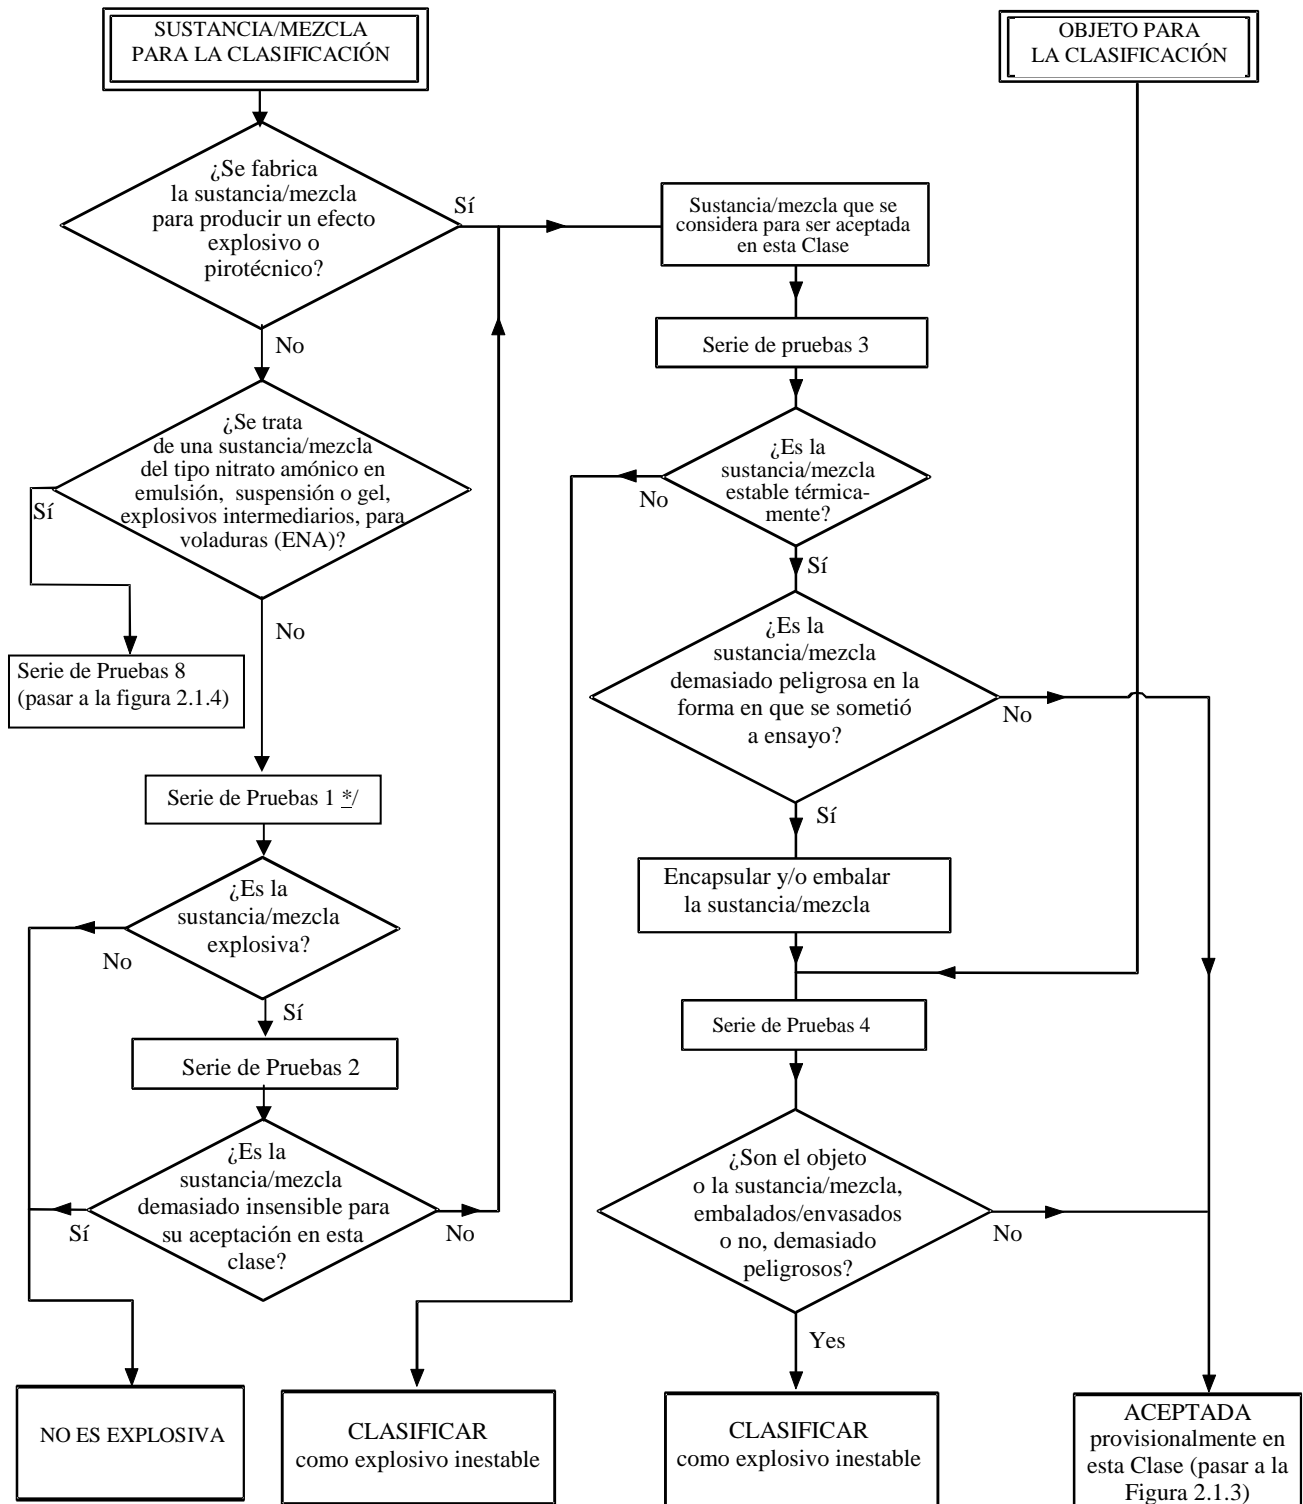 SUSTANCIA/MEZCLA
PARA LA CLASIFICACIÓN
OBJETO PARA
LA CLASIFICACIÓN
¿Se fabrica
la sustancia/mezcla
para producir un efecto
explosivo o
pirotécnico?
Sí
No
Sustancia/mezcla que se
considera para ser aceptada
en esta Clase
Serie de pruebas 3
¿Se trata
de una sustancia/mezcla
del tipo nitrato amónico en
emulsión, suspensión o gel,
explosivos intermediarios, para
voladuras (ENA)?
Sí
No
¿Es la
sustancia/mezcla
estable térmica-
mente?
No
Sí
Serie de Pruebas 8
(pasar a la figura 2.1.4)
¿Es la
sustancia/mezcla
demasiado peligrosa en la
forma en que se sometió
a ensayo?
No
Sí
Serie de Pruebas 1 */
¿Es la
sustancia/mezcla
explosiva?
No
Sí
Encapsular y/o embalar
la sustancia/mezcla
Serie de Pruebas 2
Serie de Pruebas 4
¿Es la
sustancia/mezcla
demasiado insensible para
su aceptación en esta
clase?
Sí
No
¿Son el objeto
o la sustancia/mezcla,
embalados/envasados
o no, demasiado
peligrosos?
No
Yes
NO ES EXPLOSIVA
CLASIFICAR
como explosivo inestable
CLASIFICAR
como explosivo inestable
ACEPTADA
provisionalmente en
esta Clase (pasar a la
Figura 2.1.3)